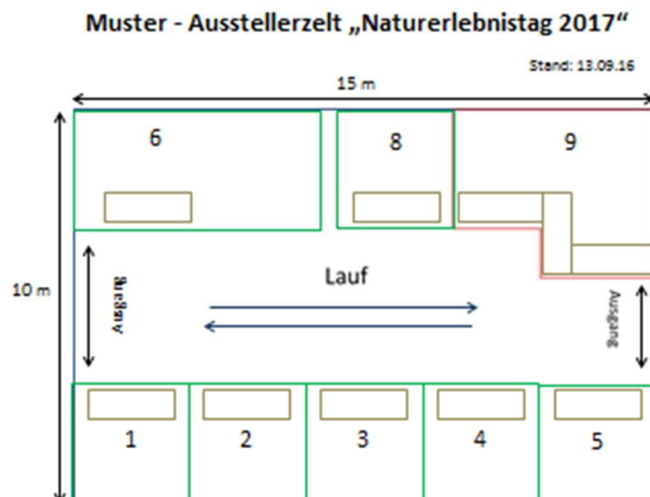 Muster - Ausstellerzelt „Naturerlebnistag 2017“
Stand: 13.09.16
15 m
6
8
9
10 m
Ausgang
Lauf
Ausgang
1
2
3
4
5